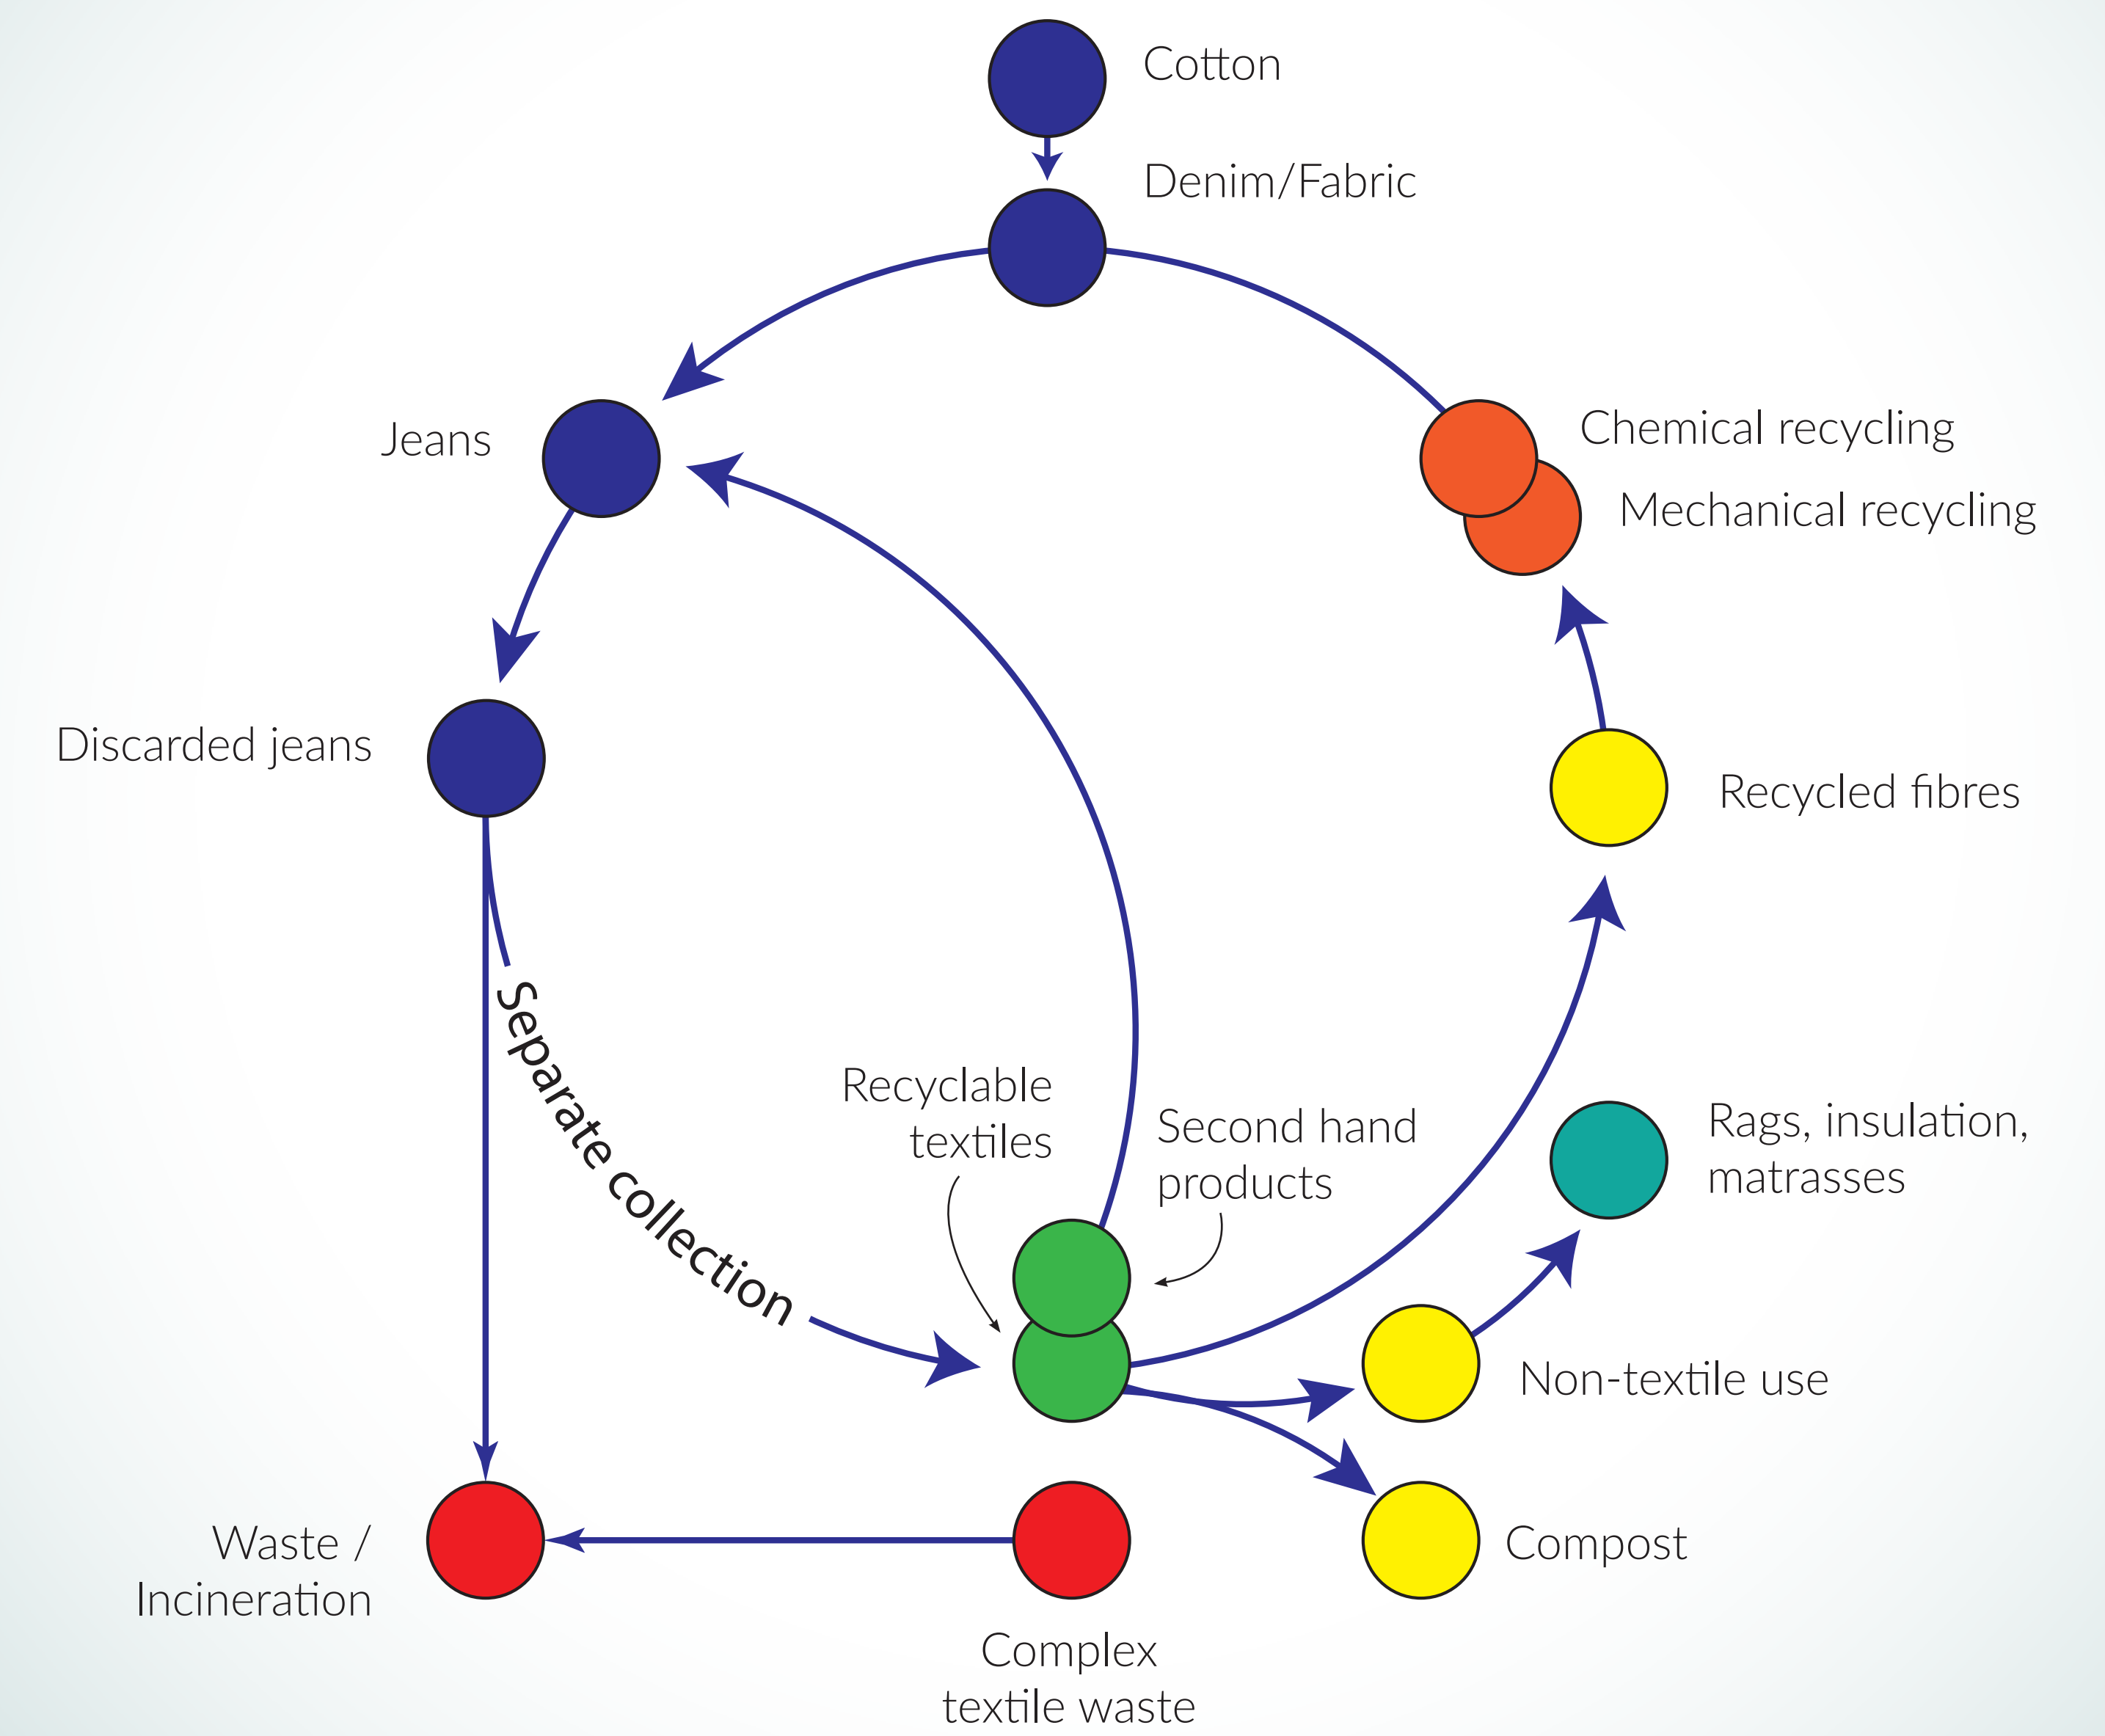 Cotton
Denim/Fabric
Jeans
Chemical recycling
Mechanical recycling
Discarded jeans
Recycled fibres
Separate collection
Recyclable
textiles
Second hand
products
Rags, insulation,
matrasses
Non-textile use
Waste /
Incineration
Compost
Complex
textile waste